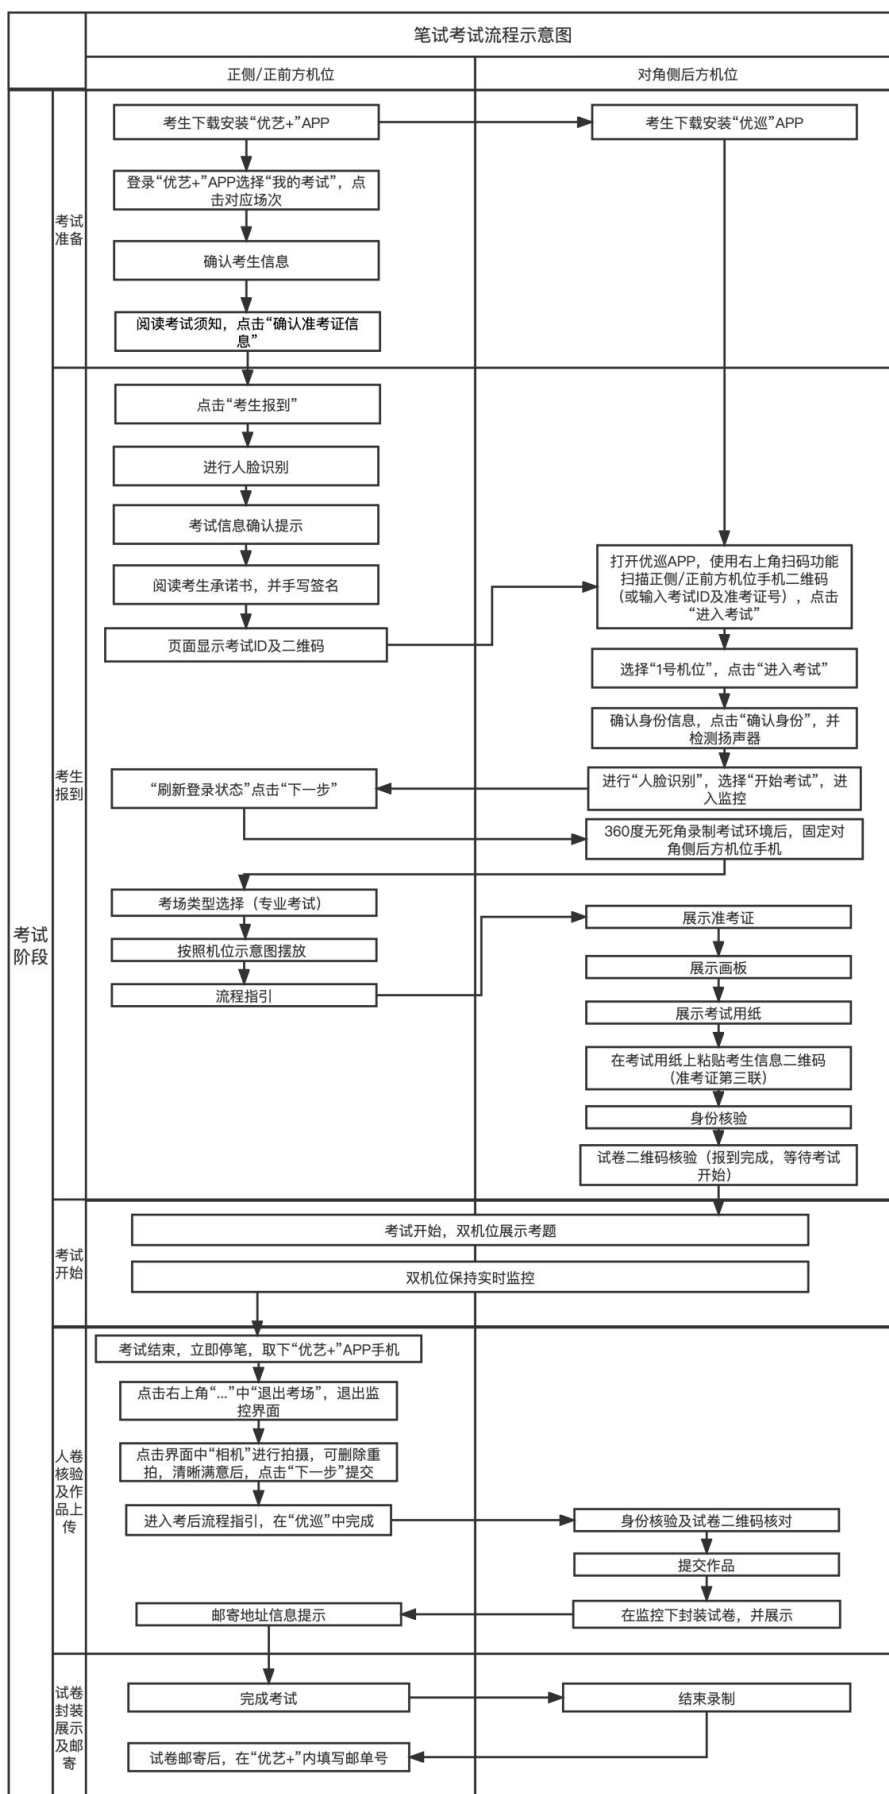 笔试考试流程示意图
正侧/正前方机位
对角侧后方机位
考试
阶段
考试
准备
考生下载安装“优艺+”APP
考生下载安装“优巡”APP
登录“优艺+”APP选择“我的考试”，点
击对应场次
确认考生信息
阅读考试须知，点击“确认准考证信
息”
考生
报到
点击“考生报到”
进行人脸识别
考试信息确认提示
阅读考生承诺书，并手写签名
页面显示考试ID及二维码
打开优巡APP，使用右上角扫码功能
扫描正侧/正前方机位手机二维码
（或输入考试ID及准考证号），点击
“进入考试”
选择“1号机位”，点击“进入考试”
确认身份信息，点击“确认身份”，并
检测扬声器
进行“人脸识别”，选择“开始考试”，进
入监控
“刷新登录状态”点击“下一步”
360度无死角录制考试环境后，固定对
角侧后方机位手机
考场类型选择（专业考试）
按照机位示意图摆放
流程指引
展示准考证
展示画板
展示考试用纸
在考试用纸上粘贴考生信息二维码
（准考证第三联）
身份核验
试卷二维码核验（报到完成，等待考试
开始）
考试
开始
考试开始，双机位展示考题
双机位保持实时监控
人卷
核验
及作
品上
传
考试结束，立即停笔，取下“优艺+”APP手机
点击右上角“...”中“退出考场”，退出监
控界面
点击界面中“相机”进行拍摄，可删除重
拍，清晰满意后，点击“下一步”提交
进入考后流程指引，在“优巡”中完成
身份核验及试卷二维码核对
提交作品
在监控下封装试卷，并展示
邮寄地址信息提示
试卷
封装
展示
及邮
寄
完成考试
结束录制
试卷邮寄后，在“优艺+”内填写邮单号